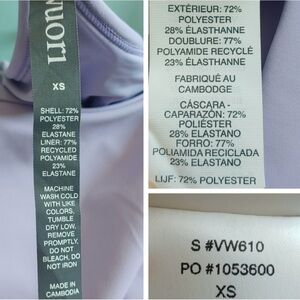 vuori
XS
SHELL: 72%
POLYESTER
28%
ELASTANE
LINER: 77%
RECYCLED
POLYAMIDE
23%
ELASTANE
MACHINE
WASH COLD
WITH LIKE
COLORS,
TUMBLE
DRY LOW,
REMOVE
PROMPTLY.
DO NOT
BLEACH, DO
NOT IRON
MADE IN
CAMBODIA
EXTÉRIEUR: 72%
POLYESTER
28% ÉLASTHANNE
DOUBLURE: 77%
POLYAMIDE RECYCLÉ
23% ÉLASTHANNE
FABRIQUÉ AU
CAMBODGE
CÁSCARA -
CAPARAZÓN: 72%
POLIÉSTER
28% ELASTANO
FORRO: 77%
POLIAMIDA RECICLADA
23% ELASTANO
LIJF: 72% POLYESTER
S #VW610
PO #1053600
XS